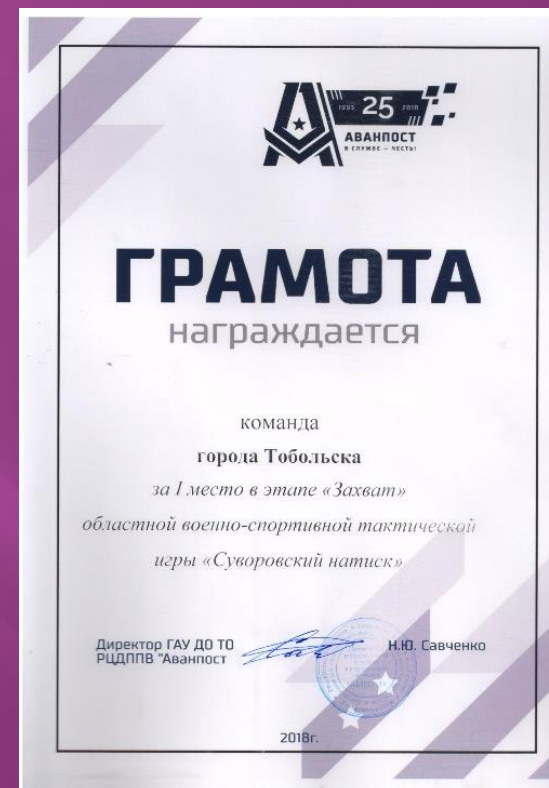 1993 25 2018
АВАНПОСТ
В СЛУЖБЕ – ЧЕСТЬ!
ГРАМОТА
награждается
команда
города Тобольска
за I место в этапе «Захват»
областной военно-спортивной тактической
игры «Суворовский натиск»
Директор ГАУ ДО ТО
РЦДППВ "Аванпост
Н.Ю. Савченко
2018г.